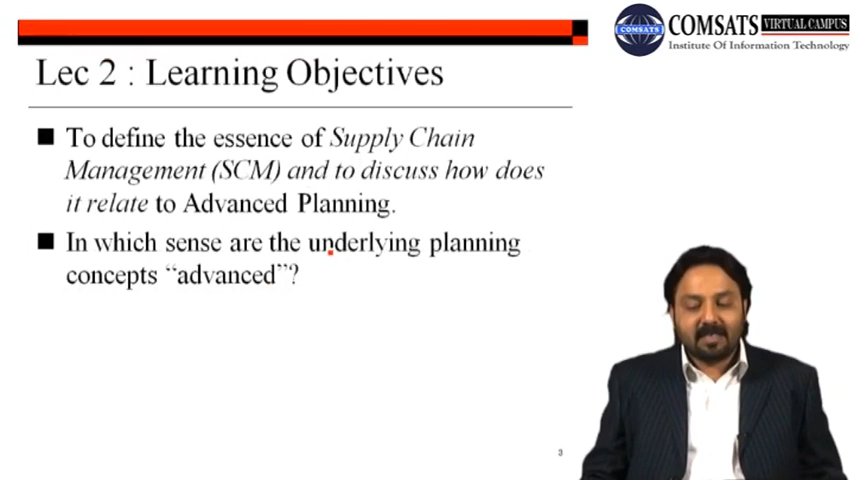 COMSATS VIRTUAL CAMPUS
COMSATS
Institute Of Information Technology
Lec 2 : Learning Objectives
To define the essence of Supply Chain
Management (SCM) and to discuss how does
it relate to Advanced Planning.
In which sense are the underlying planning
concepts “advanced”?
3